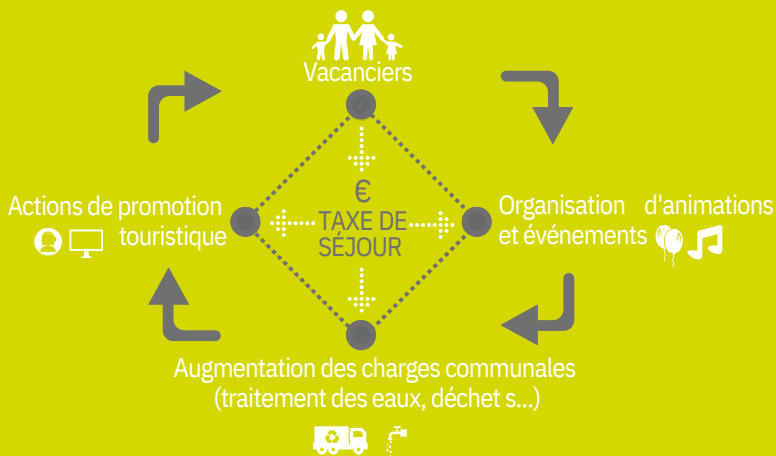 Vacanciers
Actions de promotion
touristique
€
TAXE DE
SÉJOUR
Organisation d'animations
et événements
Augmentation des charges communales
(traitement des eaux, déchet s...)